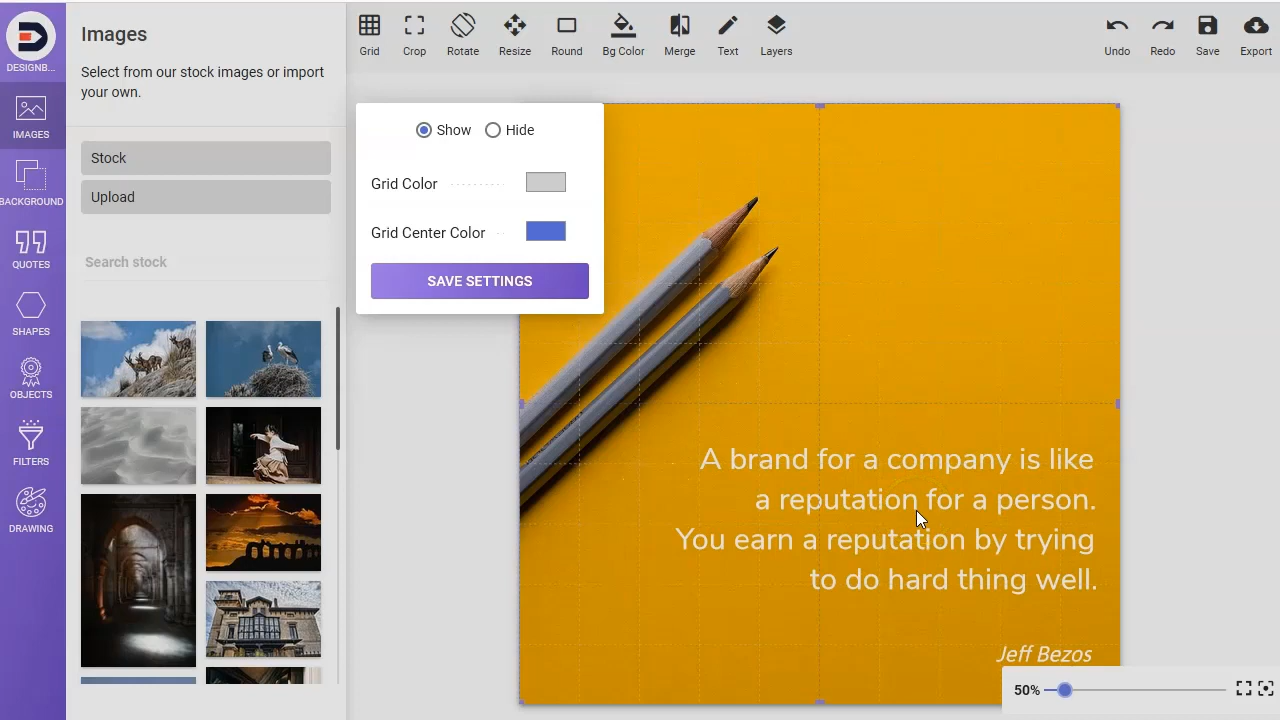 DESIGNB...
IMAGES
BACKGROUND
QUOTES
SHAPES
OBJECTS
FILTERS
DRAWING
Images
Select from our stock images or import
your own.
Stock
Upload
Search stock
Grid Crop Rotate Resize Round Bg Color Merge Text Layers Undo Redo Save Export
Show Hide
Grid Color
Grid Center Color
SAVE SETTINGS
A brand for a company is like
a reputation for a person.
You earn a reputation by trying
to do hard thing well.
Jeff Bezos
50%